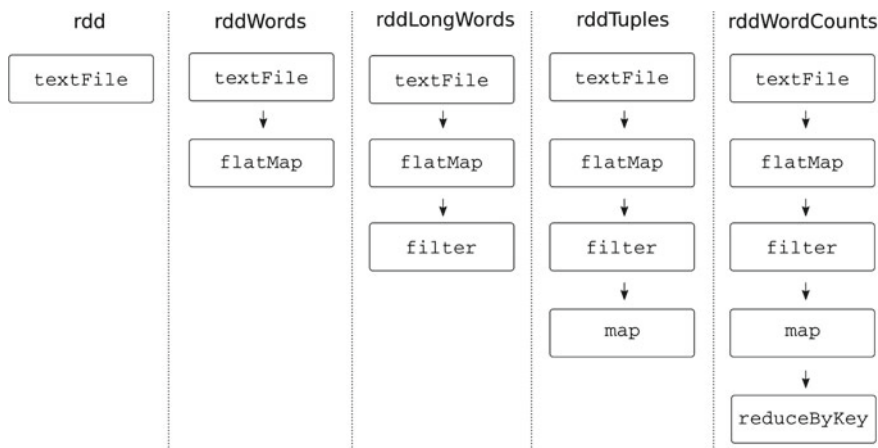 rdd rddWords rddLongWords rddTuples rddWordCounts
textFile textFile textFile textFile textFile
flatMap flatMap flatMap flatMap
filter filter filter
map map
reduceByKey